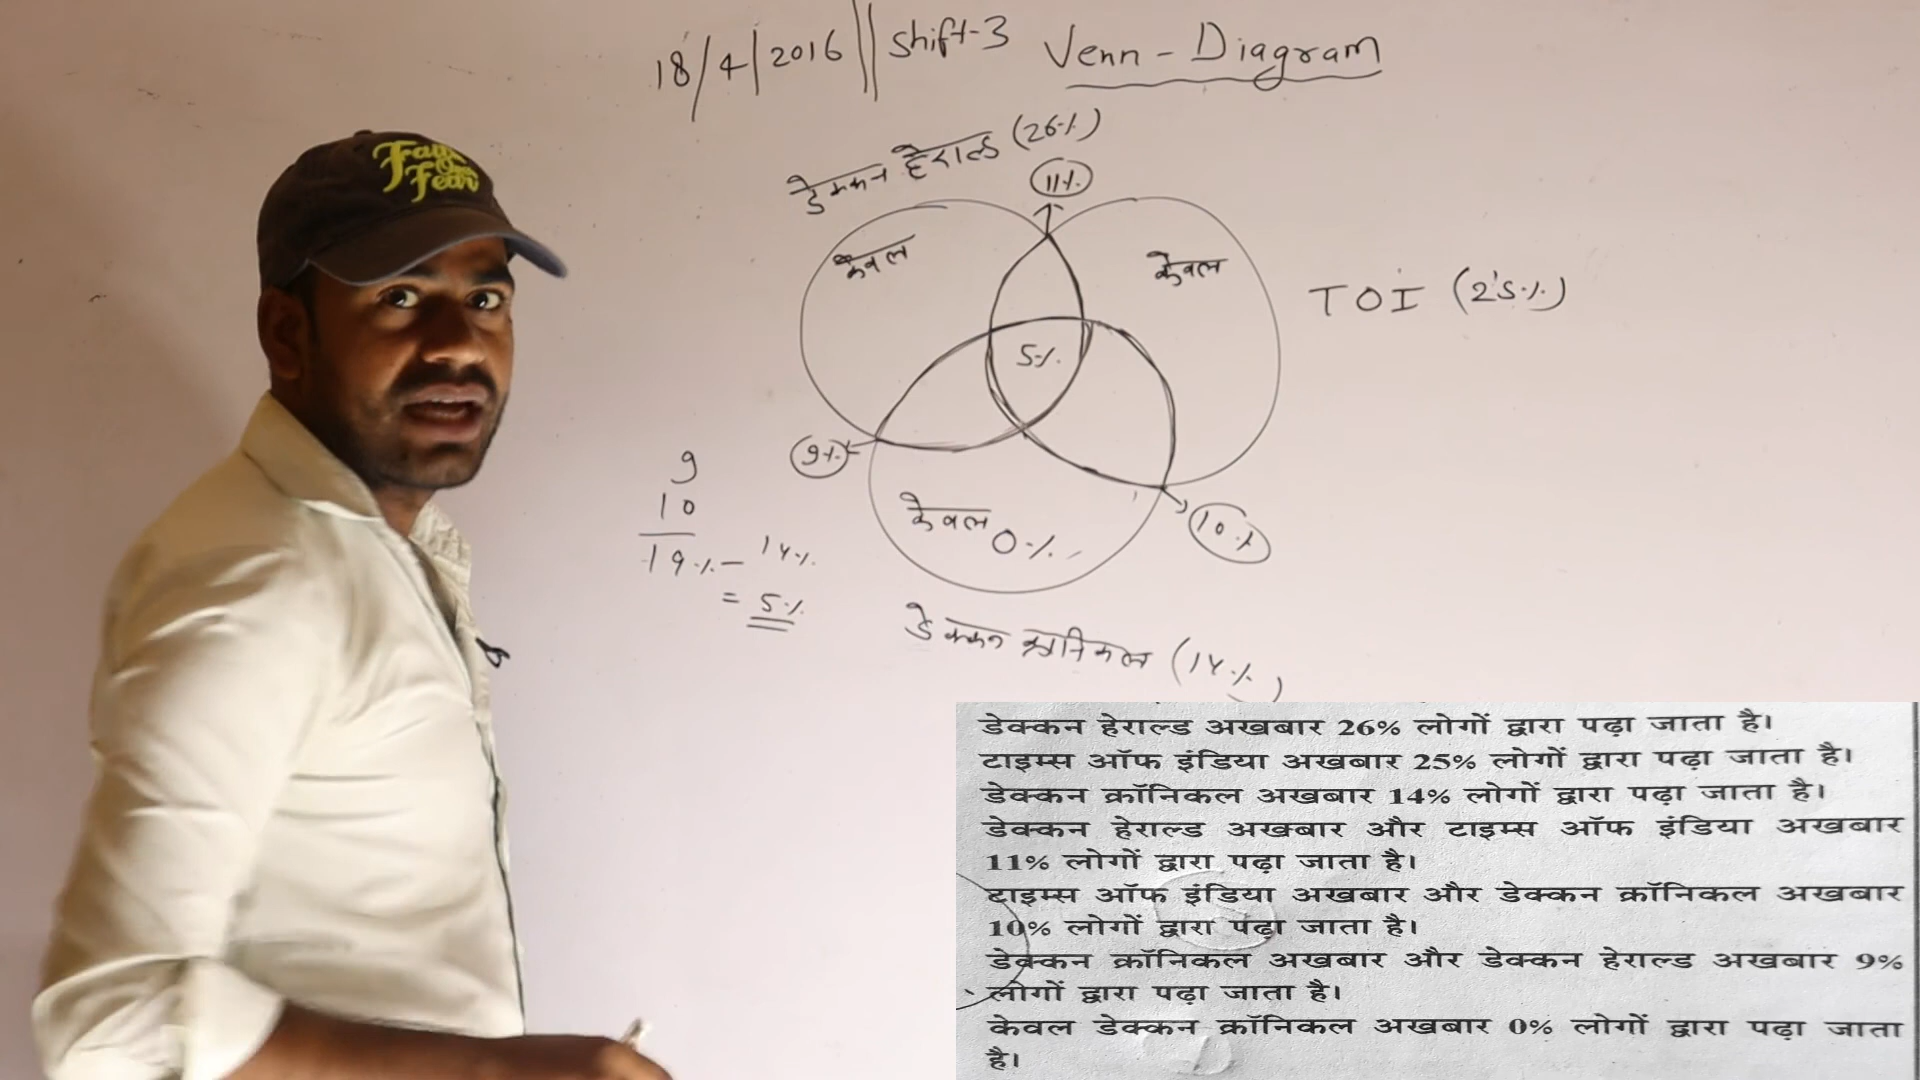 18/4/2016 || Shift-3 Venn - Diagram
डेक्कन हेराल्ड (26%)
11%
केवल
केवल
TOI (25%)
5%
9%
10%
केवल 0%
9
10
19% - 14%
= 5%
डेक्कन क्रानिकल (14%)
Fay
Fear
डेक्कन हेराल्ड अखबार 26% लोगों द्वारा पढ़ा जाता है।
टाइम्स ऑफ इंडिया अखबार 25% लोगों द्वारा पढ़ा जाता है।
डेक्कन क्रॉनिकल अखबार 14% लोगों द्वारा पढ़ा जाता है।
डेक्कन हेराल्ड अखबार और टाइम्स ऑफ इंडिया अखबार
11% लोगों द्वारा पढ़ा जाता है।
टाइम्स ऑफ इंडिया अखबार और डेक्कन क्रॉनिकल अखबार
10% लोगों द्वारा पढ़ा जाता है।
डेक्कन क्रॉनिकल अखबार और डेक्कन हेराल्ड अखबार 9%
लोगों द्वारा पढ़ा जाता है।
केवल डेक्कन क्रॉनिकल अखबार 0% लोगों द्वारा पढ़ा जाता
है।